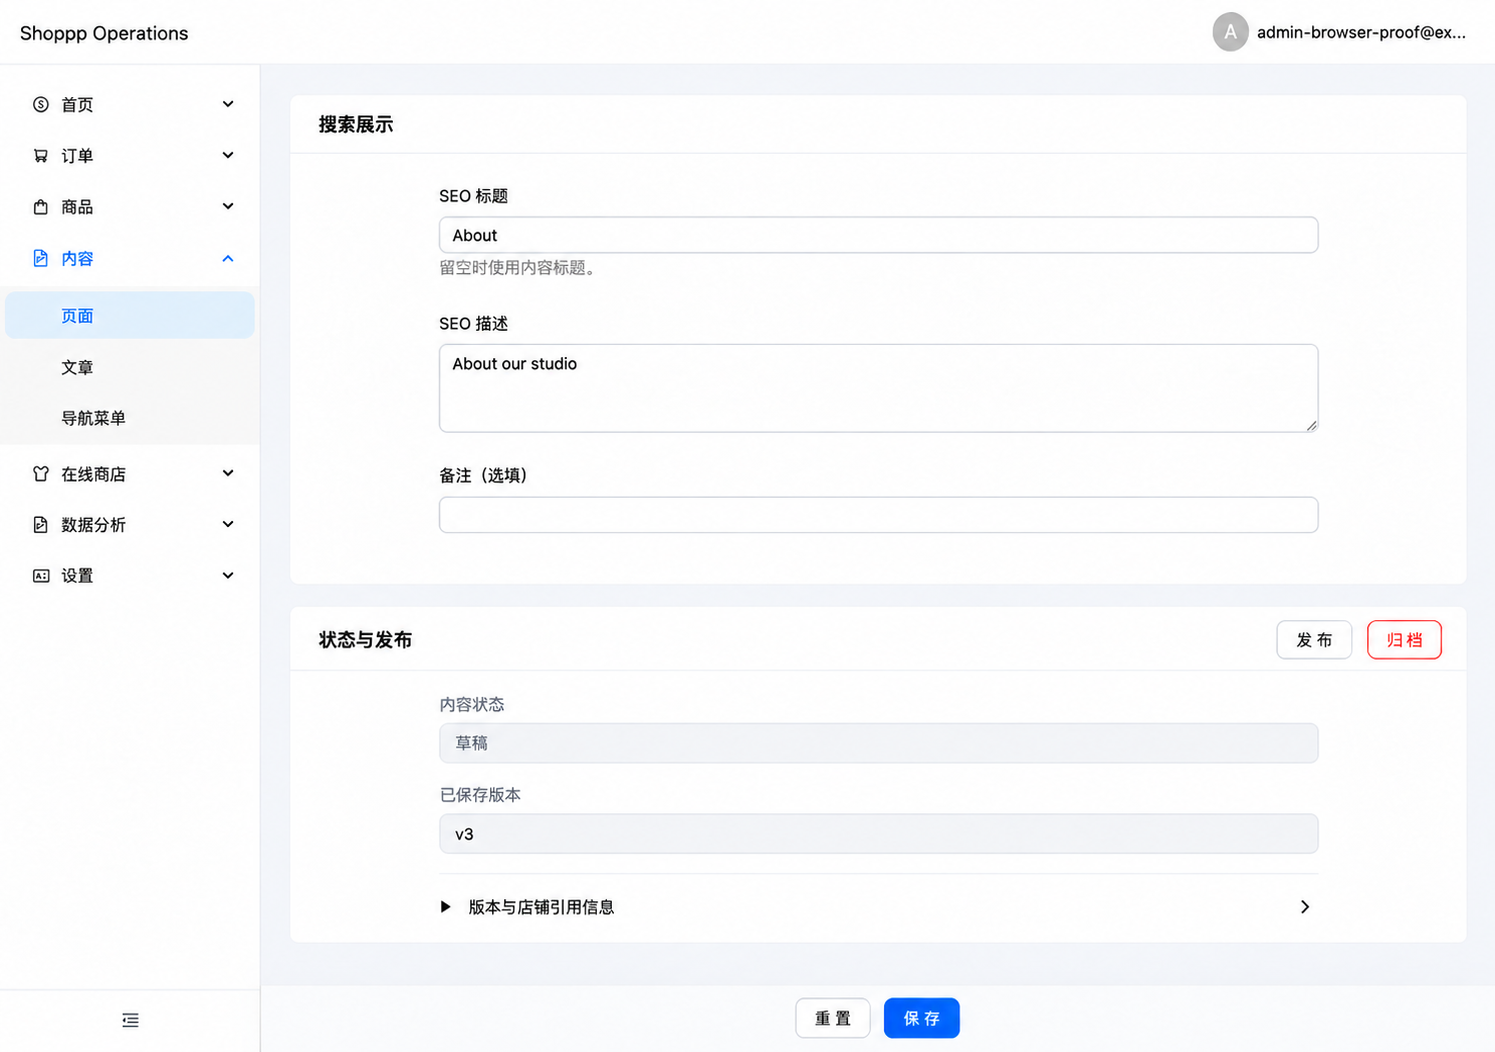 Shoppp Operations
A
admin-browser-proof@ex...
首页
订单
商品
内容
页面
文章
导航菜单
在线商店
数据分析
设置
搜索展示
SEO 标题
About
留空时使用内容标题。
SEO 描述
About our studio
备注（选填）
状态与发布
发布
归档
内容状态
草稿
已保存版本
v3
版本与店铺引用信息
重置
保存